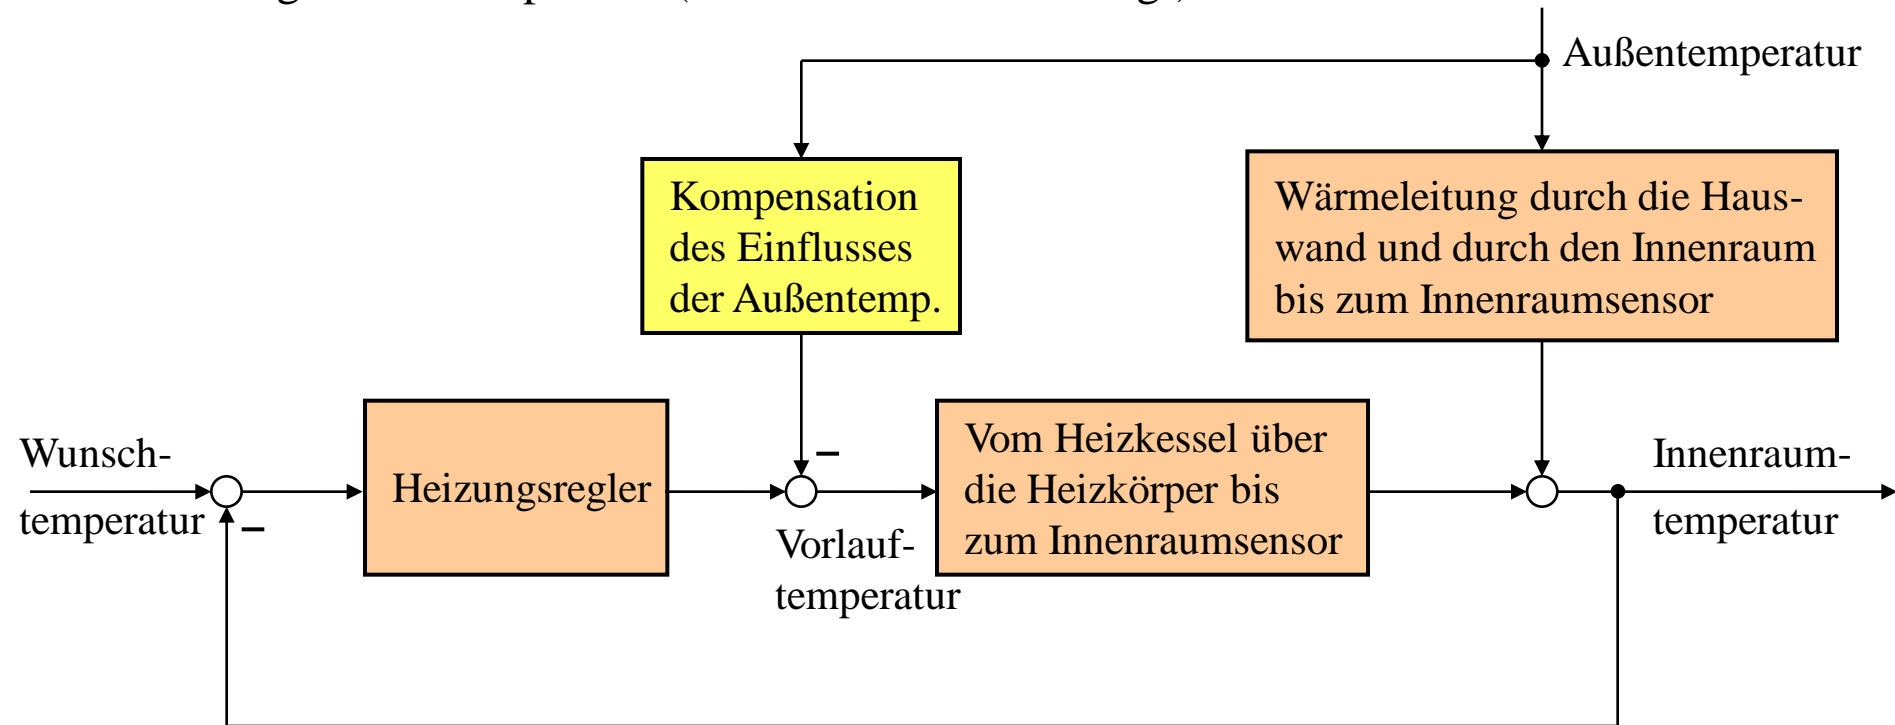 Außentemperatur
Kompensation
des Einflusses
der Außentemp.
Wärmeleitung durch die Haus-
wand und durch den Innenraum
bis zum Innenraumsensor
Wunsch-
temperatur
–
Heizungsregler
–
Vorlauf-
temperatur
Vom Heizkessel über
die Heizkörper bis
zum Innenraumsensor
Innenraum-
temperatur